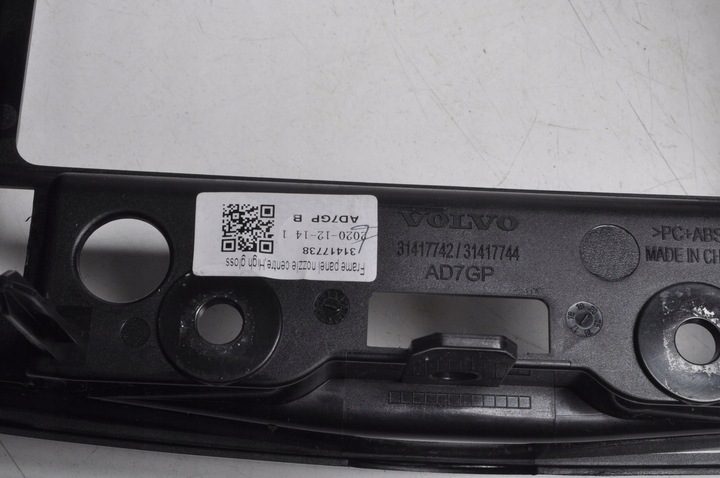 Frame panel nozzle centre,High gloss
31417738
2020-12-14 1
AD7GP B
VOLVO
31417742 / 31417744
AD7GP
>PC+ABS
MADE IN CH